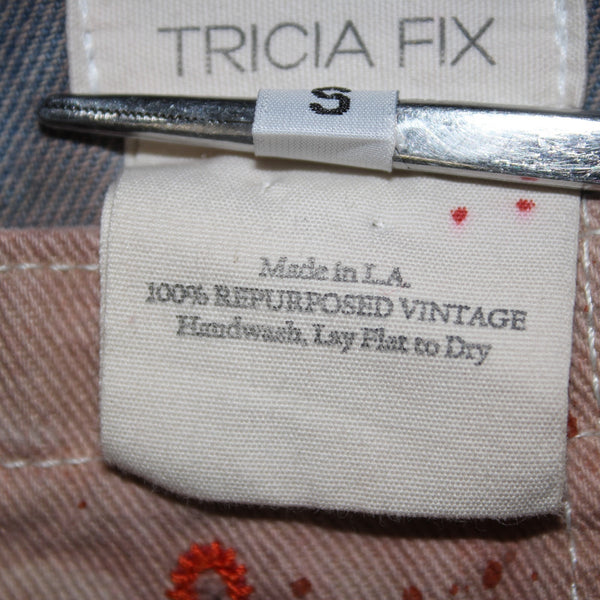 TRICIA FIX
S
Made in L.A.
100% REPURPOSED VINTAGE
Handwash, Lay Flat to Dry